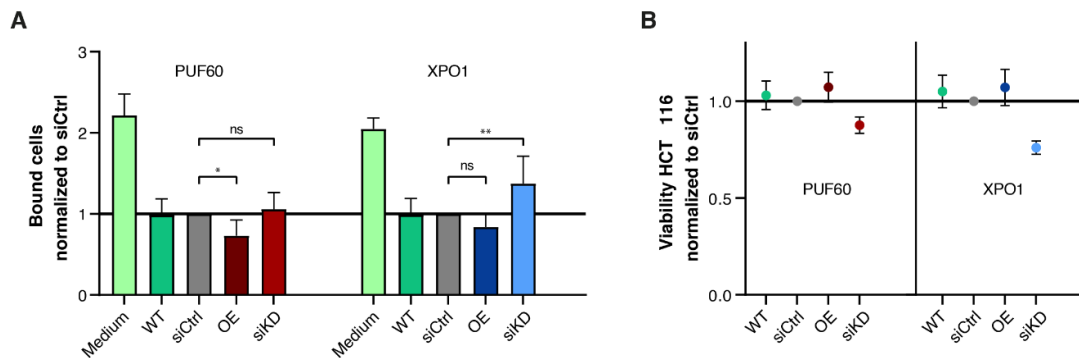 A
Bound cells
normalized to siCtrl
3
2
1
0
PUF60
XPO1
ns
*
**
ns
Medium
WT
siCtrl
OE
siKD
Medium
WT
siCtrl
OE
siKD
B
Viability HCT 116
normalized to siCtrl
1.0
0.5
0.0
PUF60
XPO1
WT
siCtrl
OE
siKD
WT
siCtrl
OE
siKD